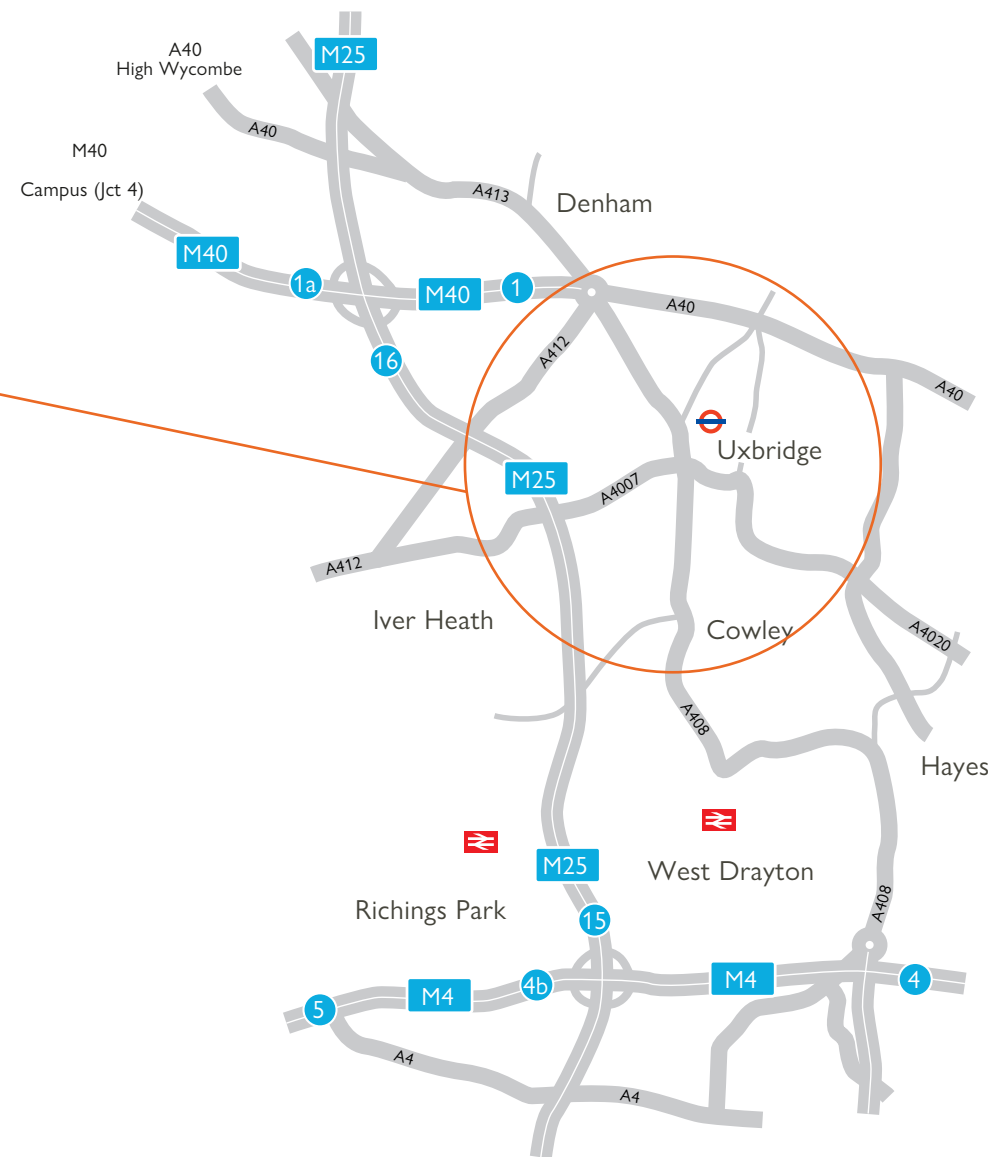 A40
High Wycombe
M25
A40
M40
Campus (Jct 4)
A413
Denham
M40
1a
M40
1
A40
A412
16
A40
Uxbridge
M25
A4007
A412
Iver Heath
Cowley
A4020
A408
Hayes
M25
West Drayton
Richings Park
A408
15
M4
4b
M4
4
5
A4
A4